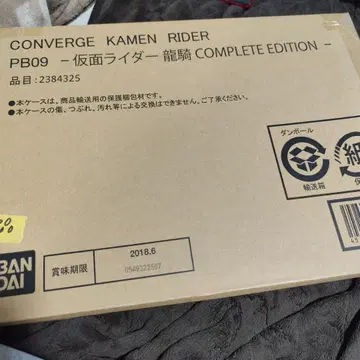 CONVERGE KAMEN RIDER
PB09 －仮面ライダー 龍騎 COMPLETE EDITION －
品目：2384325
●本ケースは、商品輸送用の保護梱包材です。
●本ケースの傷、つぶれ、汚れ等による交換はできません。ご了承ください。
ダンボール
輸送箱
紙
BAN
DAI
賞味期限
2018.6